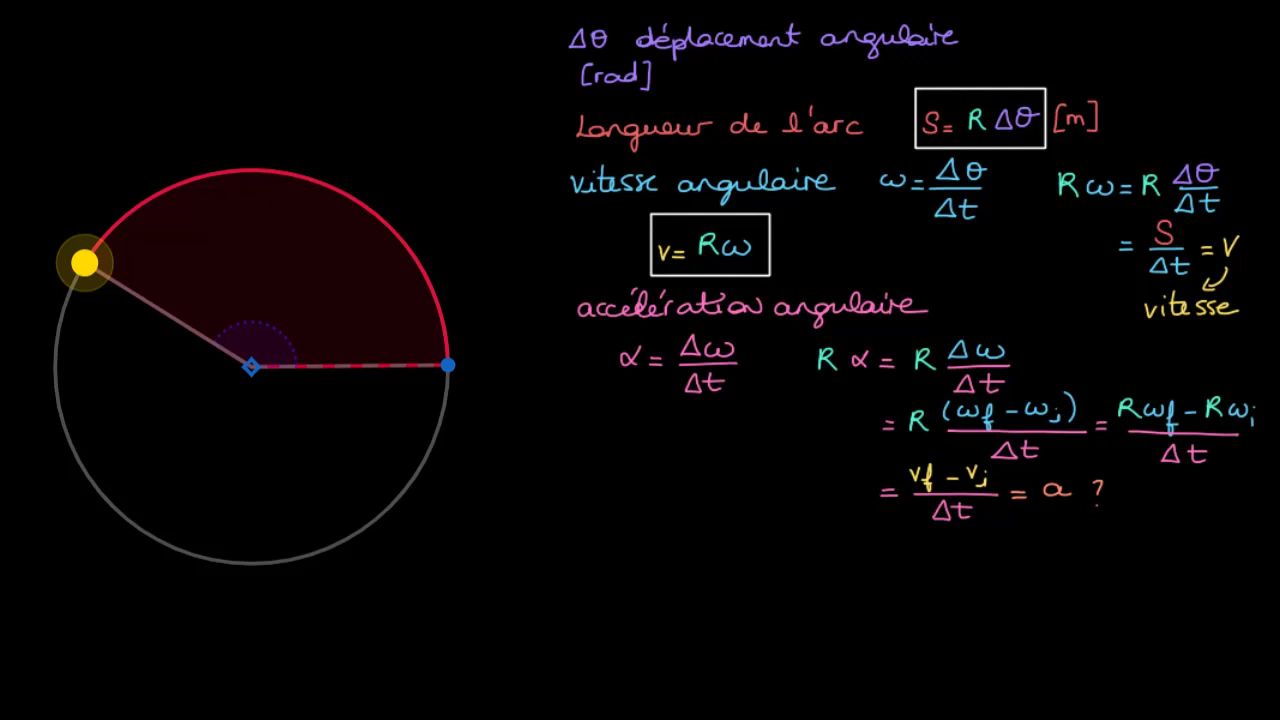 Δθ déplacement angulaire
[rad]
Longueur de l'arc S = R Δθ [m]
vitesse angulaire ω = Δθ/Δt Rω = R Δθ/Δt
v = Rω = S/Δt = v
vitesse
accélération angulaire
α = Δω/Δt R α = R Δω/Δt
= R (ωf - ωi)/Δt = (Rωf - Rωi)/Δt
= (vf - vi)/Δt = a ?